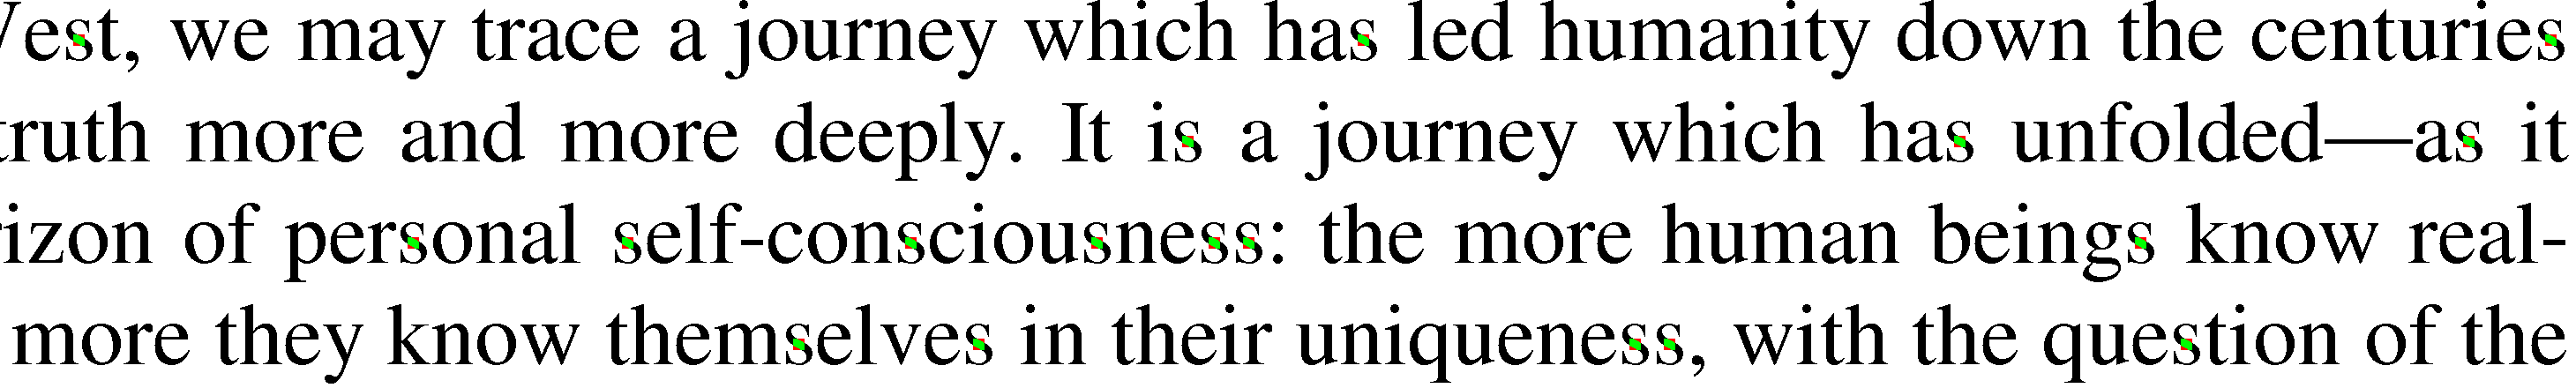 est, we may trace a journey which has led humanity down the centuries
truth more and more deeply. It is a journey which has unfolded—as it
izon of personal self-consciousness: the more human beings know real-
more they know themselves in their uniqueness, with the question of the